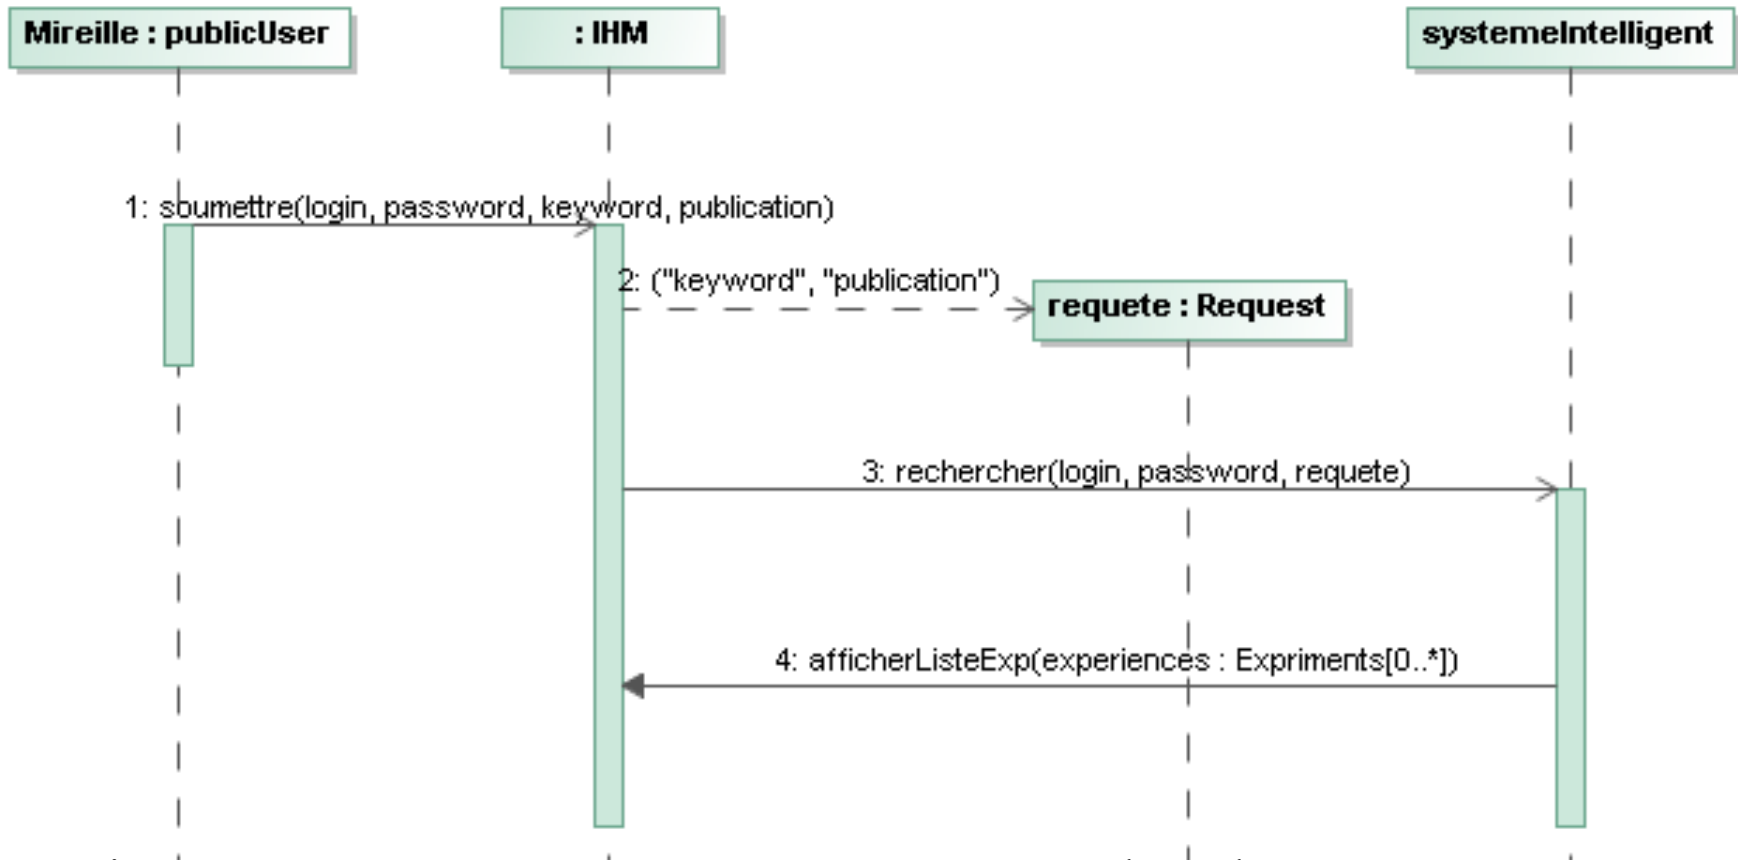 Mireille : publicUser
: IHM
systemeIntelligent
1: soumettre(login, password, keyword, publication)
2: ("keyword", "publication")
requete : Request
3: rechercher(login, password, requete)
4: afficherListeExp(experiences : Expriments[0..*])